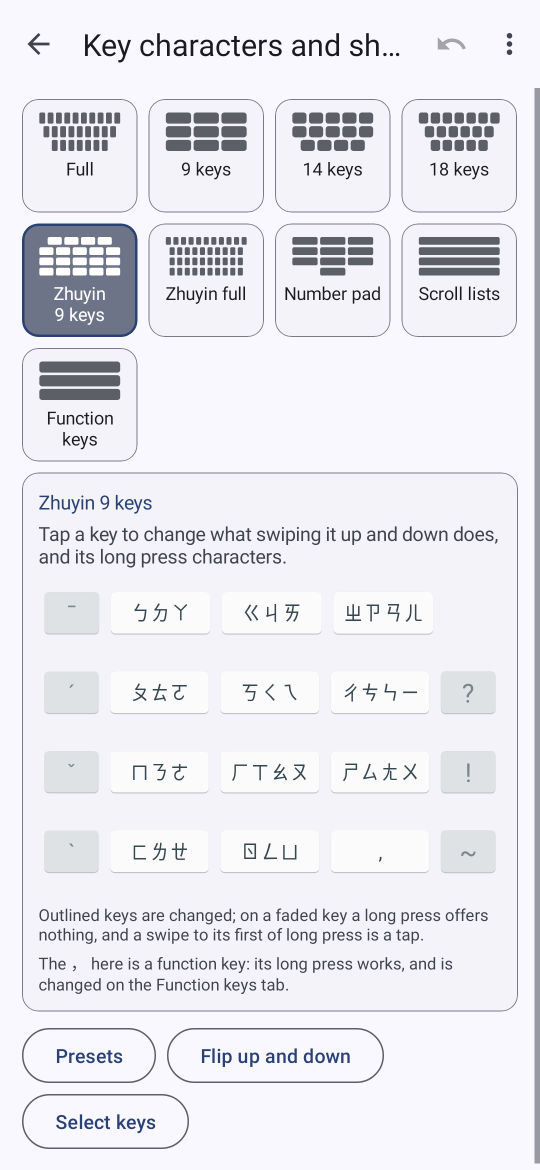 Key characters and sh...
Full
9 keys
14 keys
18 keys
Zhuyin
9 keys
Zhuyin full
Number pad
Scroll lists
Function
keys
Zhuyin 9 keys
Tap a key to change what swiping it up and down does,
and its long press characters.
ˉ ㄅㄉㄚ ㄍㄐㄞ ㄓㄗㄢㄦ
ˊ ㄆㄊㄛ ㄎㄑㄟ ㄔㄘㄣㄧ ?
ˇ ㄇㄋㄜ ㄏㄒㄠㄡ ㄕㄙㄤㄨ !
ˋ ㄈㄌㄝ ㄖㄥㄩ , ~
Outlined keys are changed; on a faded key a long press offers
nothing, and a swipe to its first of long press is a tap.
The ， here is a function key: its long press works, and is
changed on the Function keys tab.
Presets
Flip up and down
Select keys